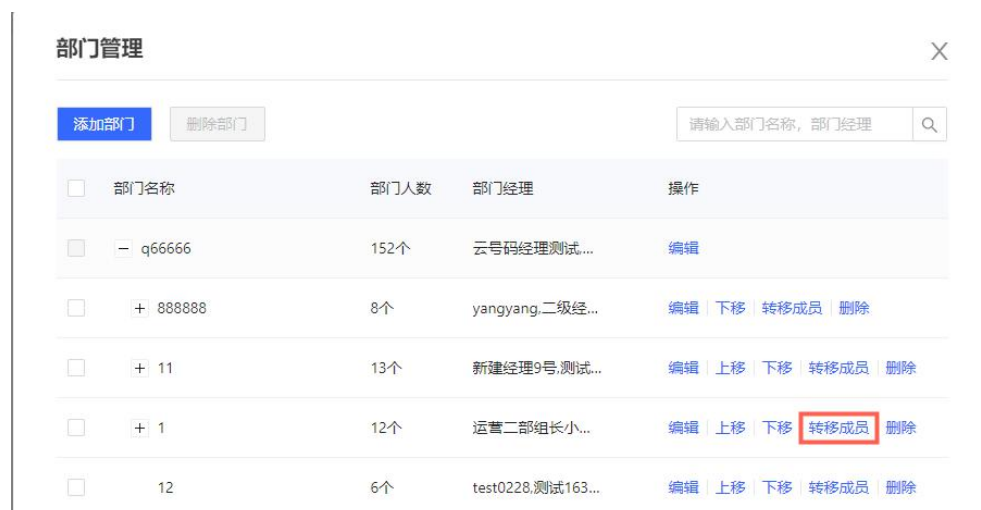 部门管理
添加部门 删除部门 请输入部门名称，部门经理
部门名称 部门人数 部门经理 操作
q66666 152个 云号码经理测试,... 编辑
888888 8个 yangyang,二级经... 编辑 下移 转移成员 删除
11 13个 新建经理9号,测试... 编辑 上移 下移 转移成员 删除
1 12个 运营二部组长小... 编辑 上移 下移 转移成员 删除
12 6个 test0228,测试163... 编辑 上移 下移 转移成员 删除